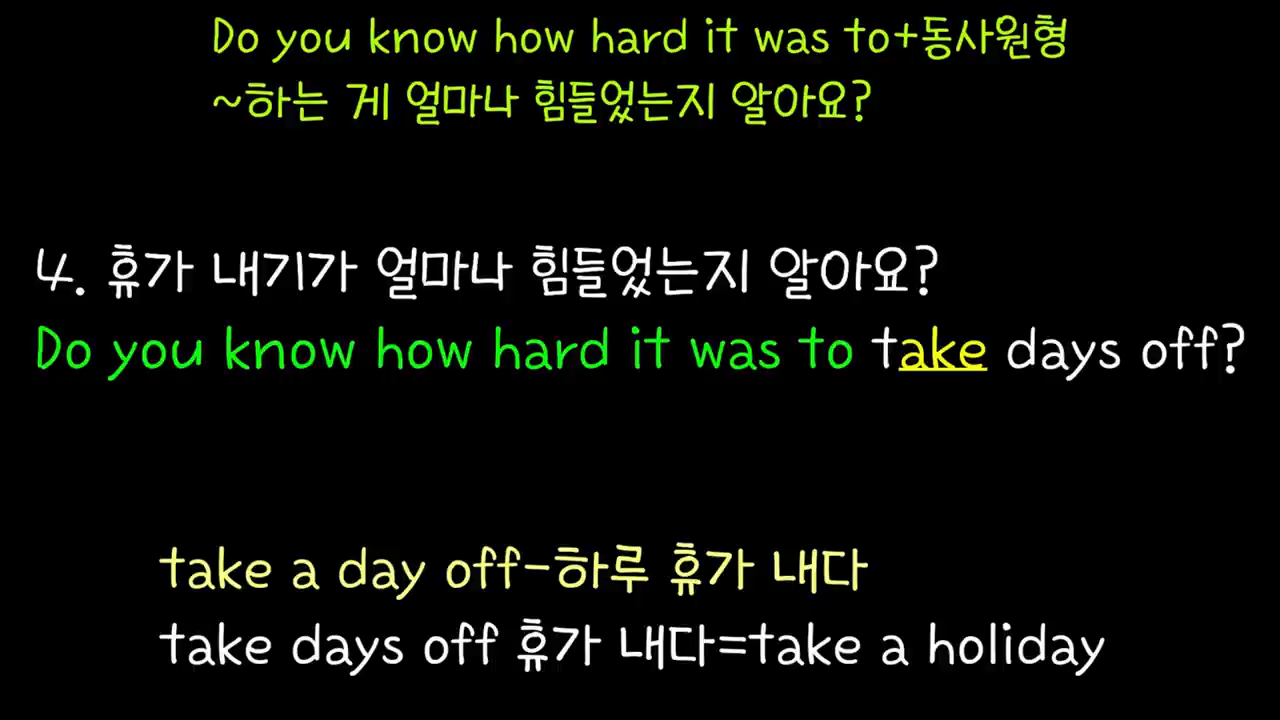 Do you know how hard it was to+동사원형
~하는 게 얼마나 힘들었는지 알아요?
4. 휴가 내기가 얼마나 힘들었는지 알아요?
Do you know how hard it was to take days off?
take a day off-하루 휴가 내다
take days off 휴가 내다=take a holiday